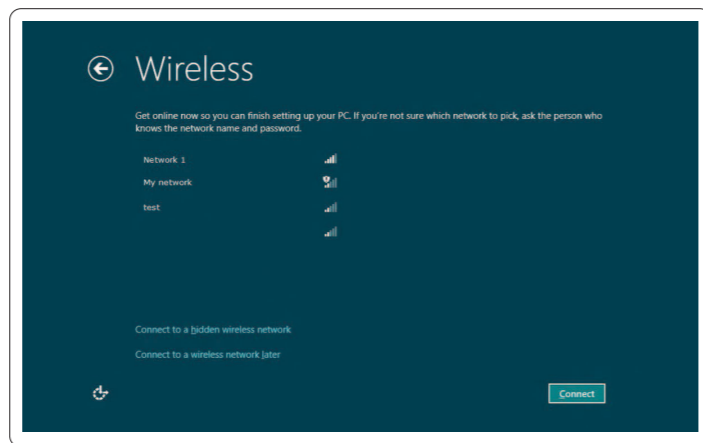 Wireless
Get online now so you can finish setting up your PC. If you're not sure which network to pick, ask the person who
knows the network name and password.
Network 1
My network
test
Connect to a hidden wireless network
Connect to a wireless network later
Connect